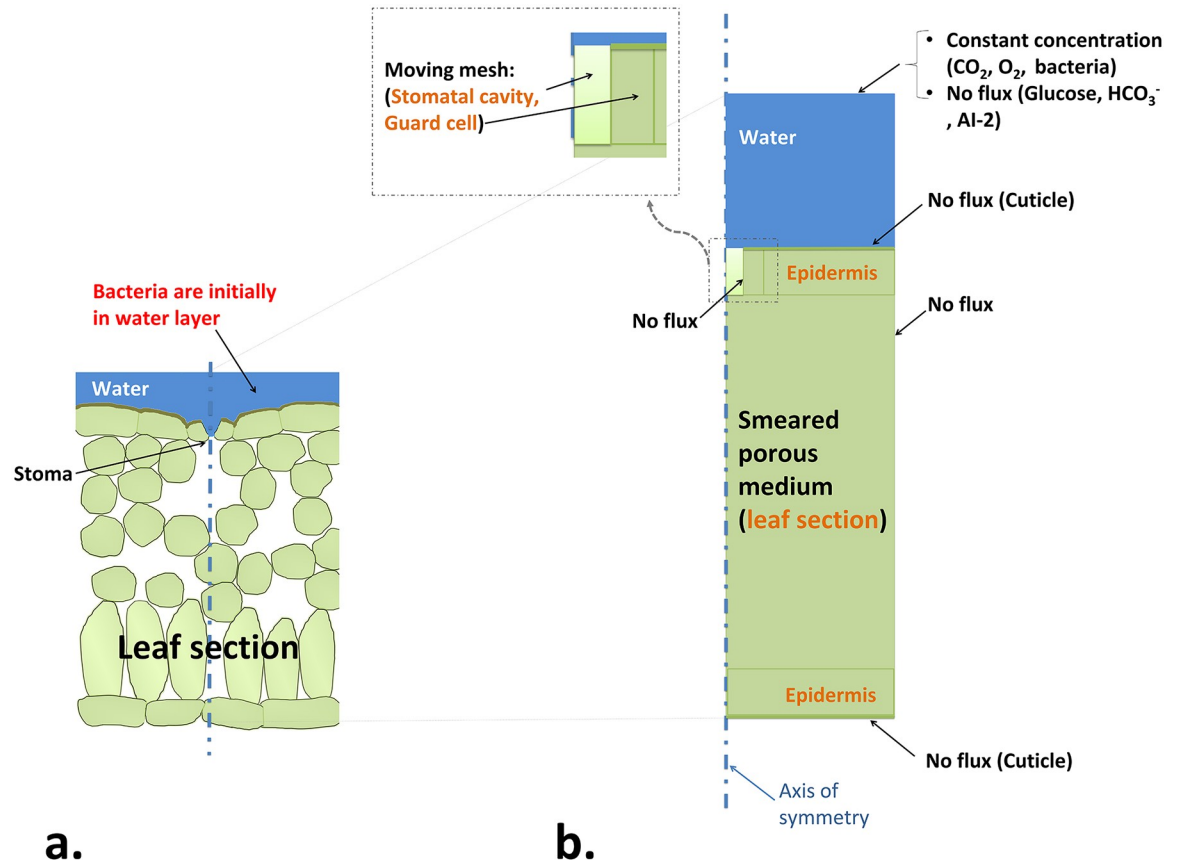 Moving mesh:
(Stomatal cavity,
Guard cell)
• Constant concentration
(CO₂, O₂, bacteria)
• No flux (Glucose, HCO₃⁻
, AI-2)
Water
No flux (Cuticle)
Epidermis
No flux
No flux
Bacteria are initially
in water layer
Water
Stoma
Leaf section
Smeared
porous
medium
(leaf section)
Epidermis
No flux (Cuticle)
Axis of
symmetry
a.
b.